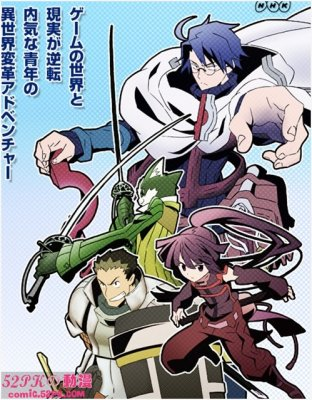 NHK
ゲームの世界と
現実が逆転
内気な青年の
異世界変革アドベンチャー
52PK動漫
comic.52pk.com